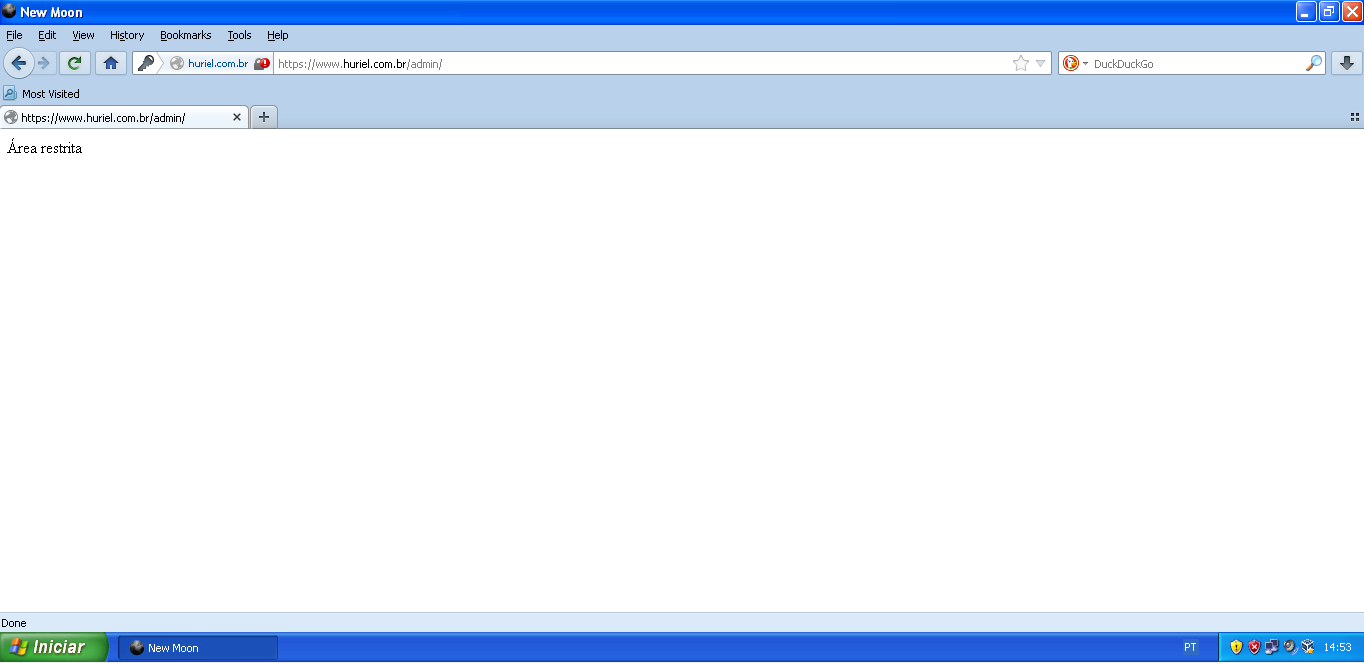 New Moon
File Edit View History Bookmarks Tools Help
huriel.com.br https://www.huriel.com.br/admin/ DuckDuckGo
Most Visited
https://www.huriel.com.br/admin/
Área restrita
Done
Iniciar New Moon PT 14:53